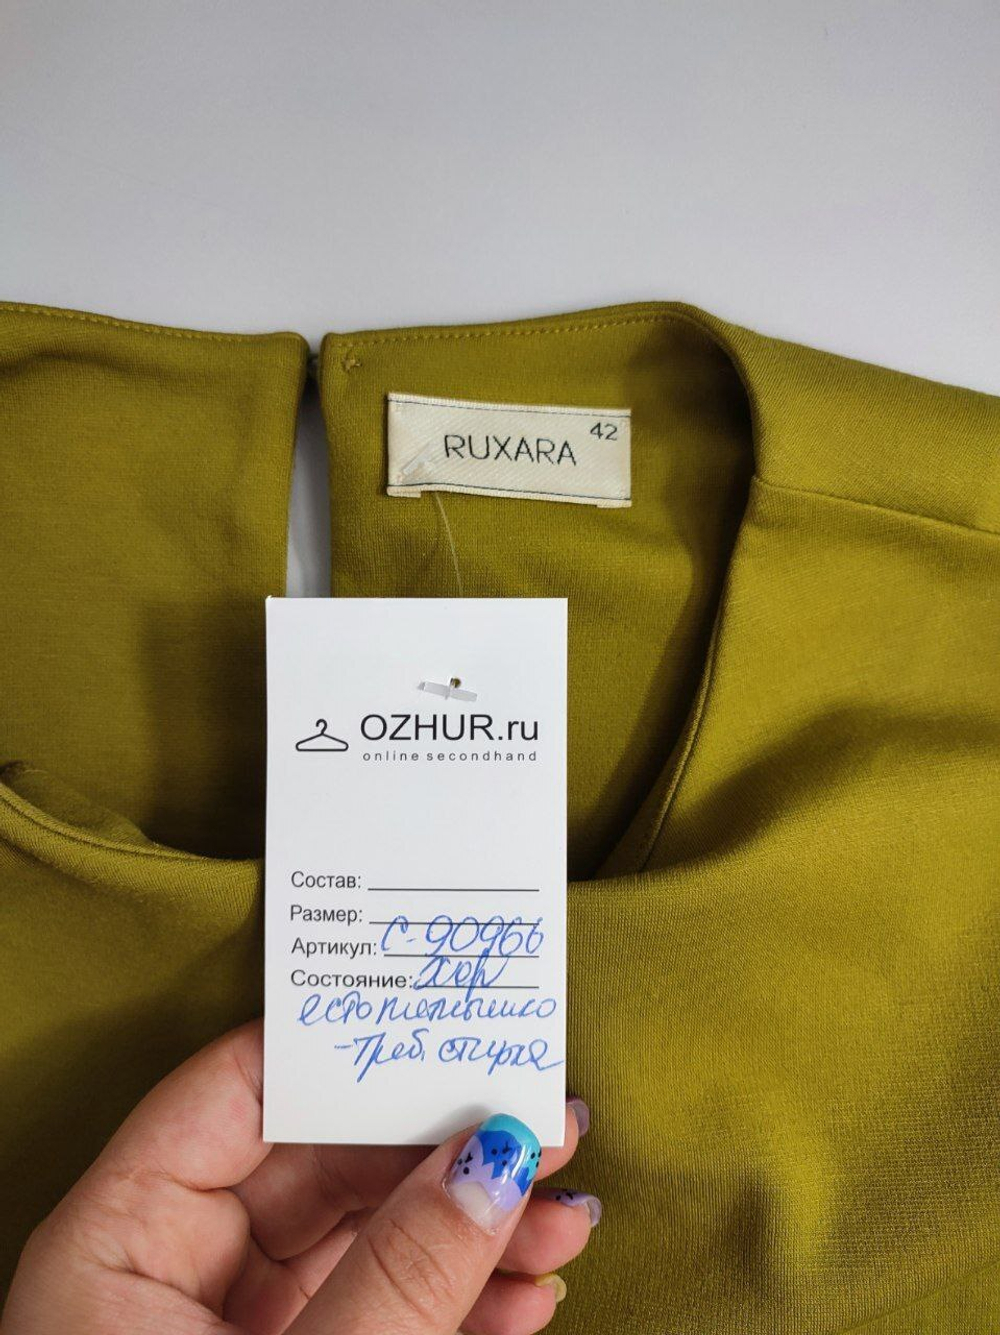 RUXARA 42
OZHUR.ru
online secondhand
Состав:
Размер:
Артикул: С-90966
Состояние: хор
есть пятнышко
-треб. стирка